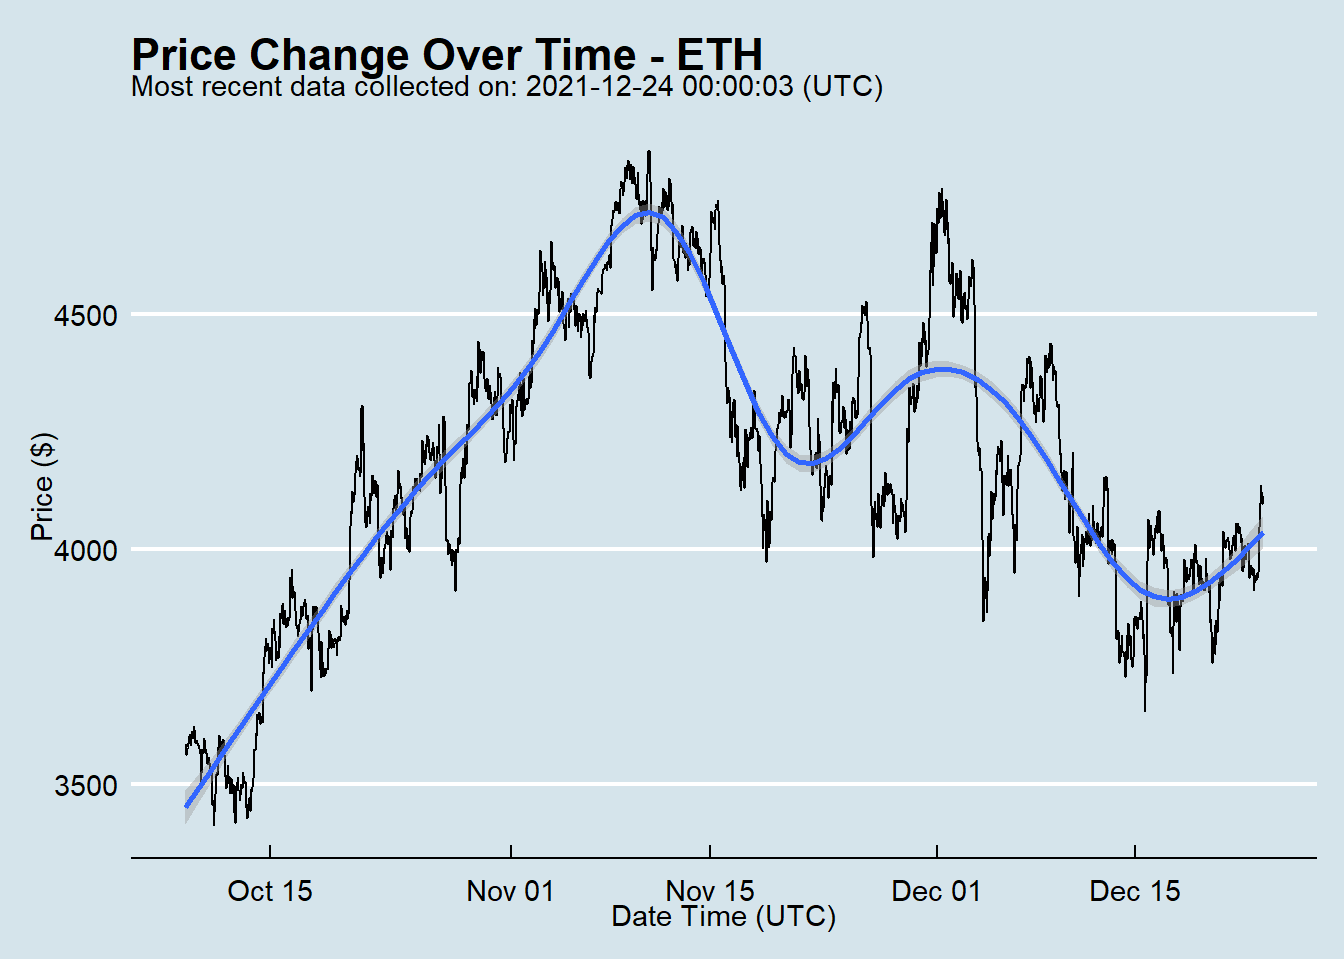 Price Change Over Time - ETH
Most recent data collected on: 2021-12-24 00:00:03 (UTC)
Price ($)
4500
4000
3500
Oct 15 Nov 01 Nov 15 Dec 01 Dec 15
Date Time (UTC)